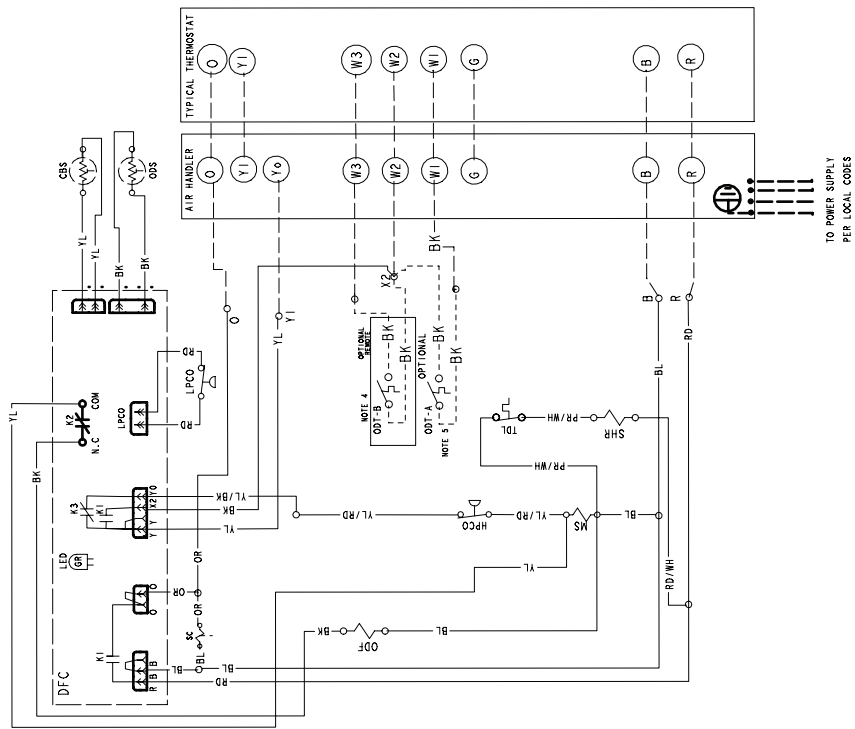 TYPICAL THERMOSTAT
O
Y1
W3
W2
W1
G
B
R
AIR HANDLER
O
Y1
YO
W3
W2
W1
G
B
R
TO POWER SUPPLY
PER LOCAL CODES
CBS
ODS
YL
YL
BK
BK
BK
X2
O
YL
Y1
B
R
BK
BK
BK
BK
OPTIONAL
REMOTE
OPTIONAL
NOTE 4
ODT-B
ODT-A
NOTE 5
RD
LPCO
RD
LPCO
YL
K2
COM
N.C
BK
BL
RD
TDL
PR/WH
SHR
PR/WH
K3
K1
YO
X2
Y
Y
YL/BK
BK
YL
YL/RD
HPCO
YL/RD
MS
BL
LED
GR
OR
YL
RD/WH
O
O
OR
OR
SC
BK
ODF
BL
K1
R
B
B
BL
BL
BL
RD
DFC